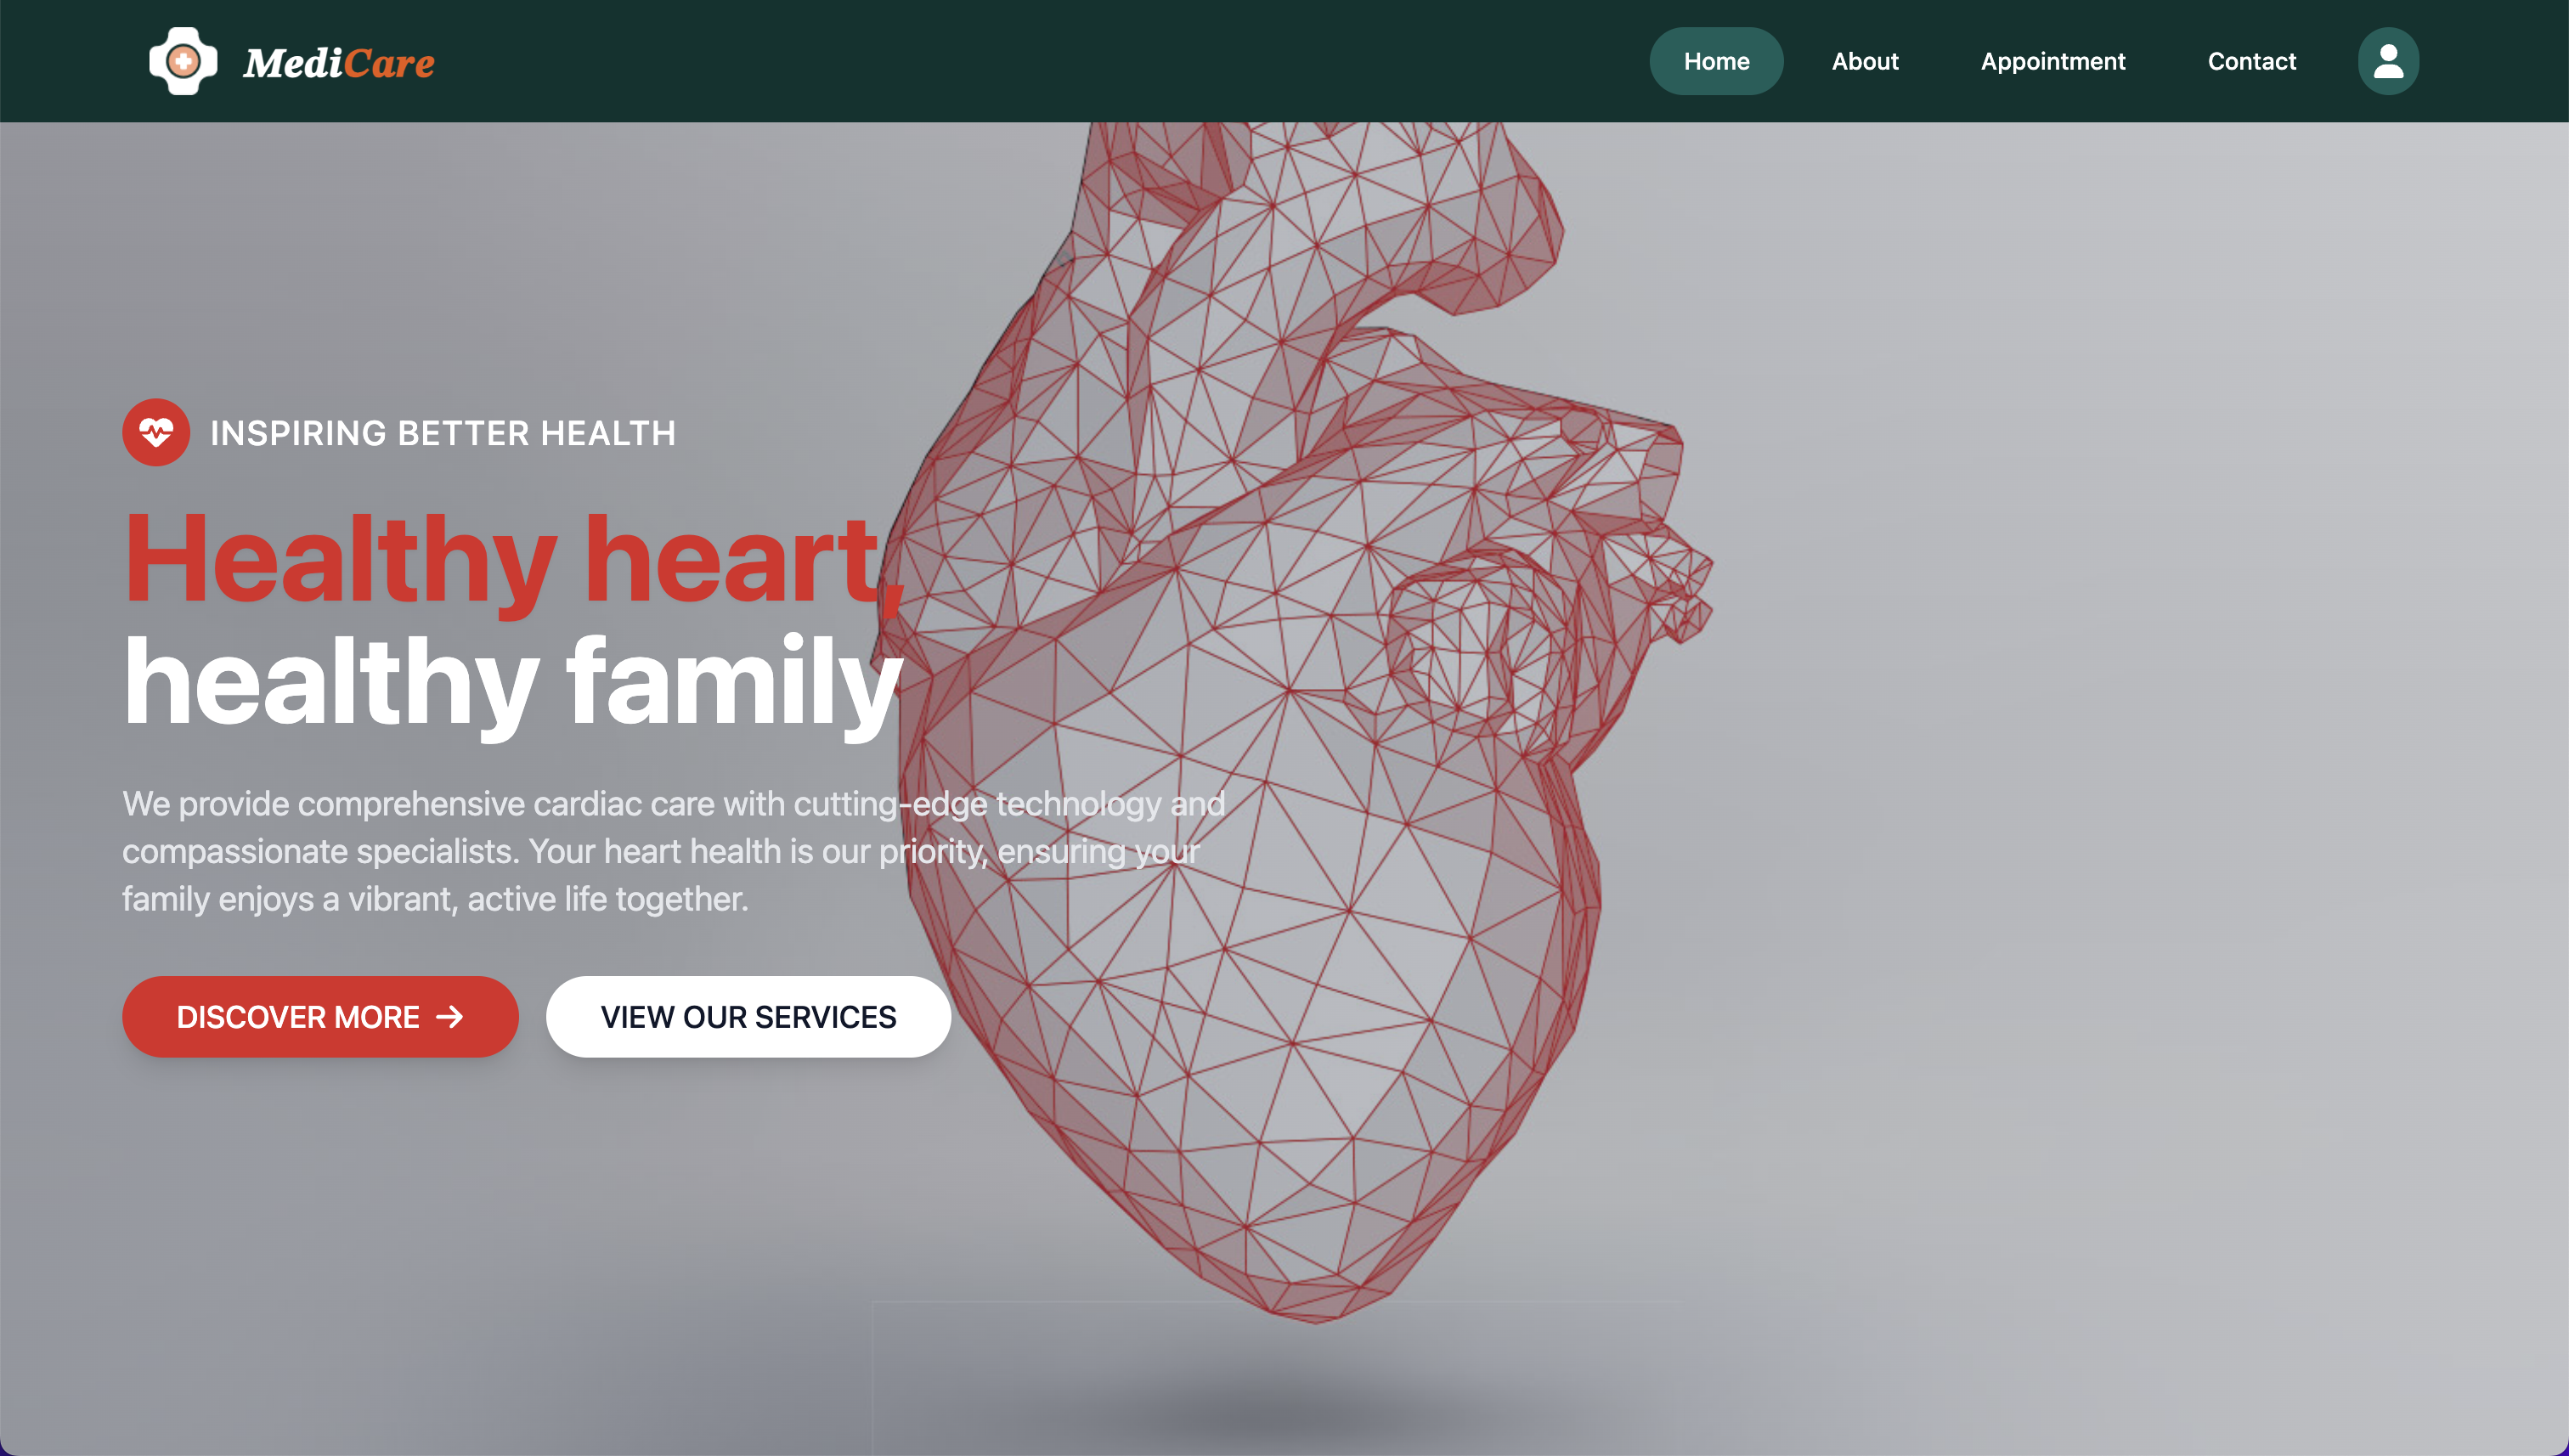 MediCare
Home
About
Appointment
Contact
INSPIRING BETTER HEALTH
Healthy heart,
healthy family
We provide comprehensive cardiac care with cutting-edge technology and
compassionate specialists. Your heart health is our priority, ensuring your
family enjoys a vibrant, active life together.
DISCOVER MORE →
VIEW OUR SERVICES